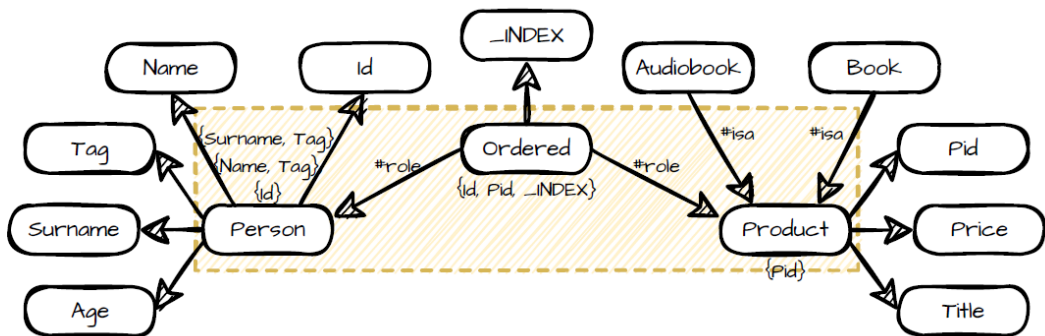 _INDEX
Name
Id
Audiobook
Book
{Surname, Tag}
#isa
#isa
Tag
{Name, Tag}
#role
Ordered
#role
Pid
{Id}
{Id, Pid, _INDEX}
Surname
Person
Product
Price
{Pid}
Age
Title